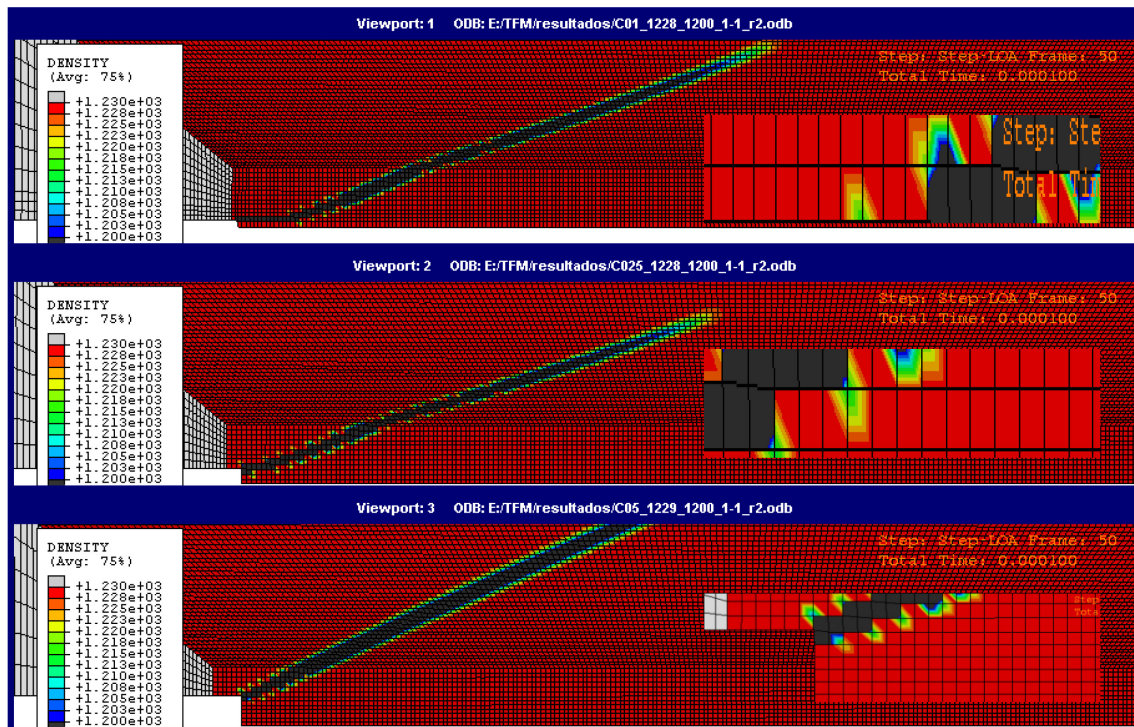 Viewport: 1 ODB: E:/TFM/resultados/C01_1228_1200_1-1_r2.odb
DENSITY
(Avg: 75%)
+1.230e+03
+1.228e+03
+1.225e+03
+1.223e+03
+1.220e+03
+1.218e+03
+1.215e+03
+1.213e+03
+1.210e+03
+1.208e+03
+1.205e+03
+1.203e+03
+1.200e+03
Step: Step-LOA Frame: 50
Total Time: 0.000100
Step: Ste
Total Tim
Viewport: 2 ODB: E:/TFM/resultados/C025_1228_1200_1-1_r2.odb
DENSITY
(Avg: 75%)
+1.230e+03
+1.228e+03
+1.225e+03
+1.223e+03
+1.220e+03
+1.218e+03
+1.215e+03
+1.213e+03
+1.210e+03
+1.208e+03
+1.205e+03
+1.203e+03
+1.200e+03
Step: Step-LOA Frame: 50
Total Time: 0.000100
Viewport: 3 ODB: E:/TFM/resultados/C05_1229_1200_1-1_r2.odb
DENSITY
(Avg: 75%)
+1.230e+03
+1.228e+03
+1.225e+03
+1.223e+03
+1.220e+03
+1.218e+03
+1.215e+03
+1.213e+03
+1.210e+03
+1.208e+03
+1.205e+03
+1.203e+03
+1.200e+03
Step: Step-LOA Frame: 50
Total Time: 0.000100
Step
Tota